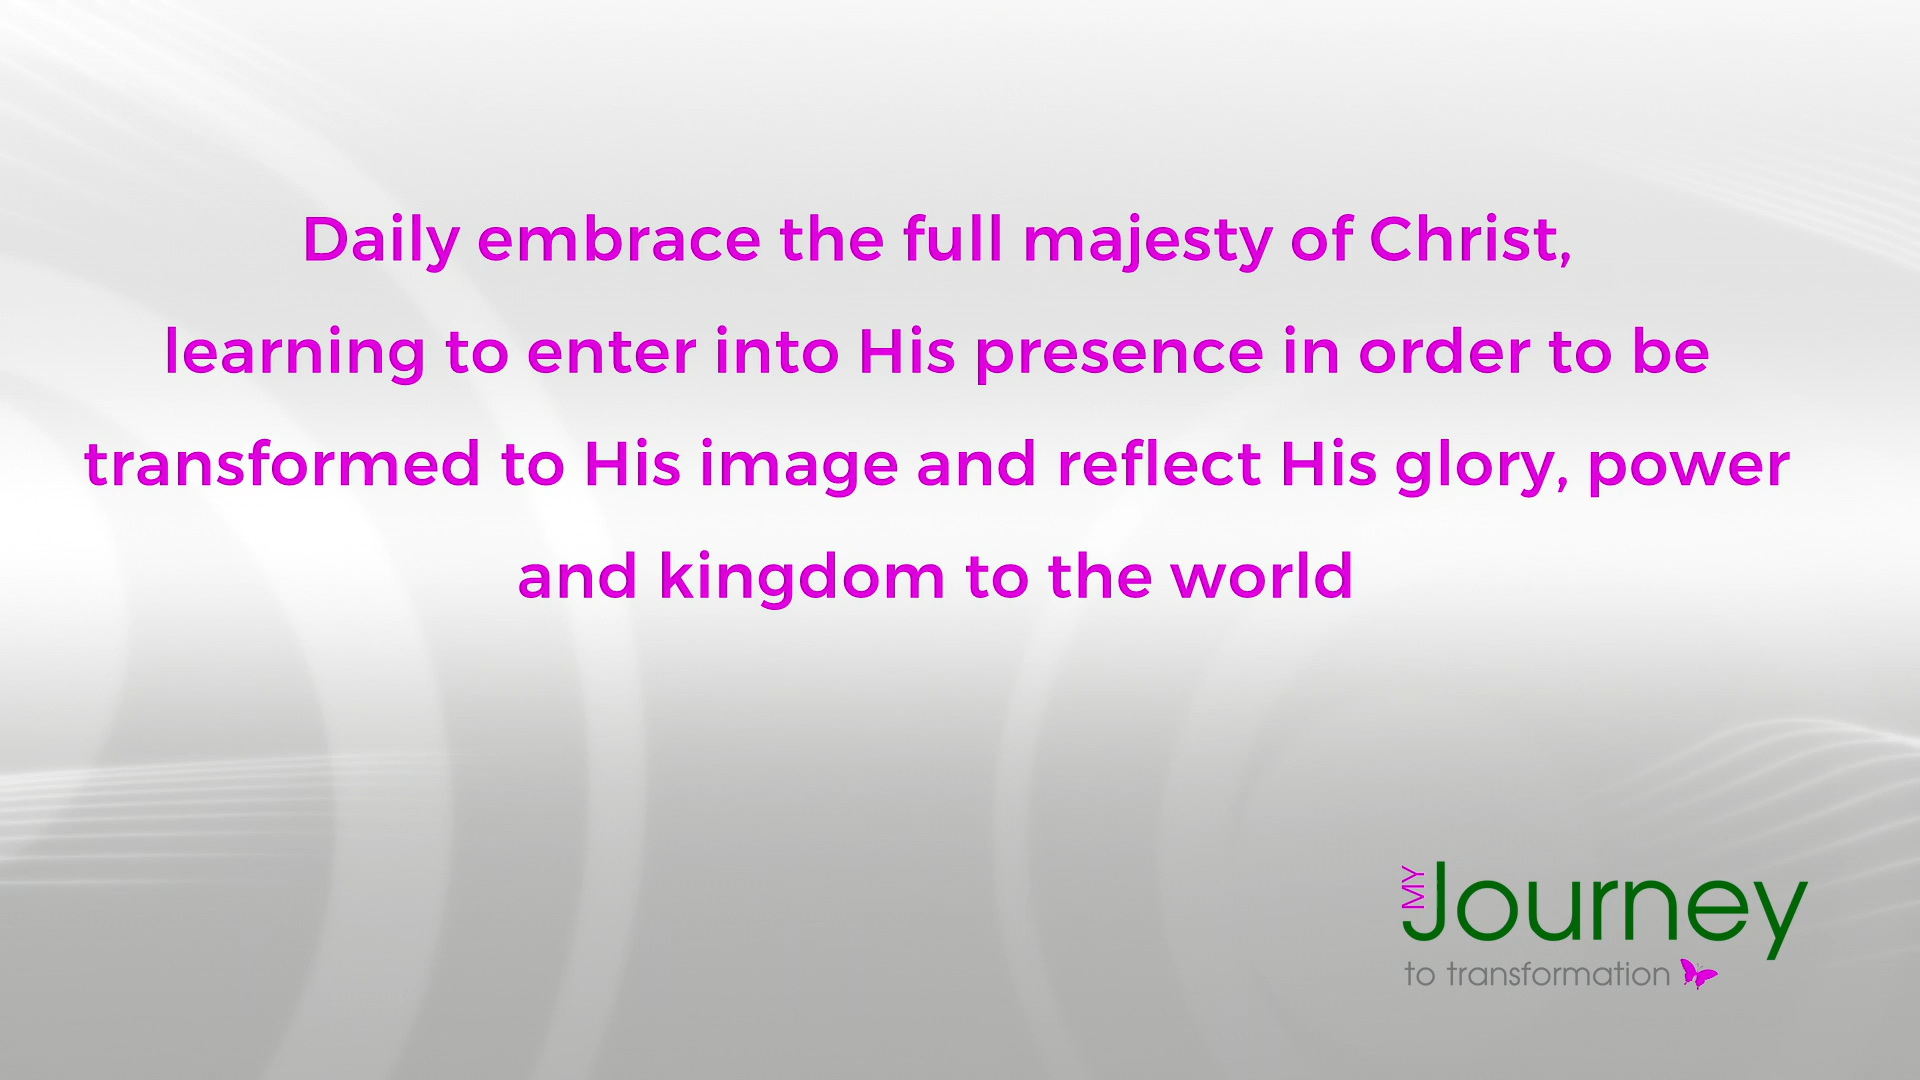 Daily embrace the full majesty of Christ,
learning to enter into His presence in order to be
transformed to His image and reflect His glory, power
and kingdom to the world
MY
Journey
to transformation